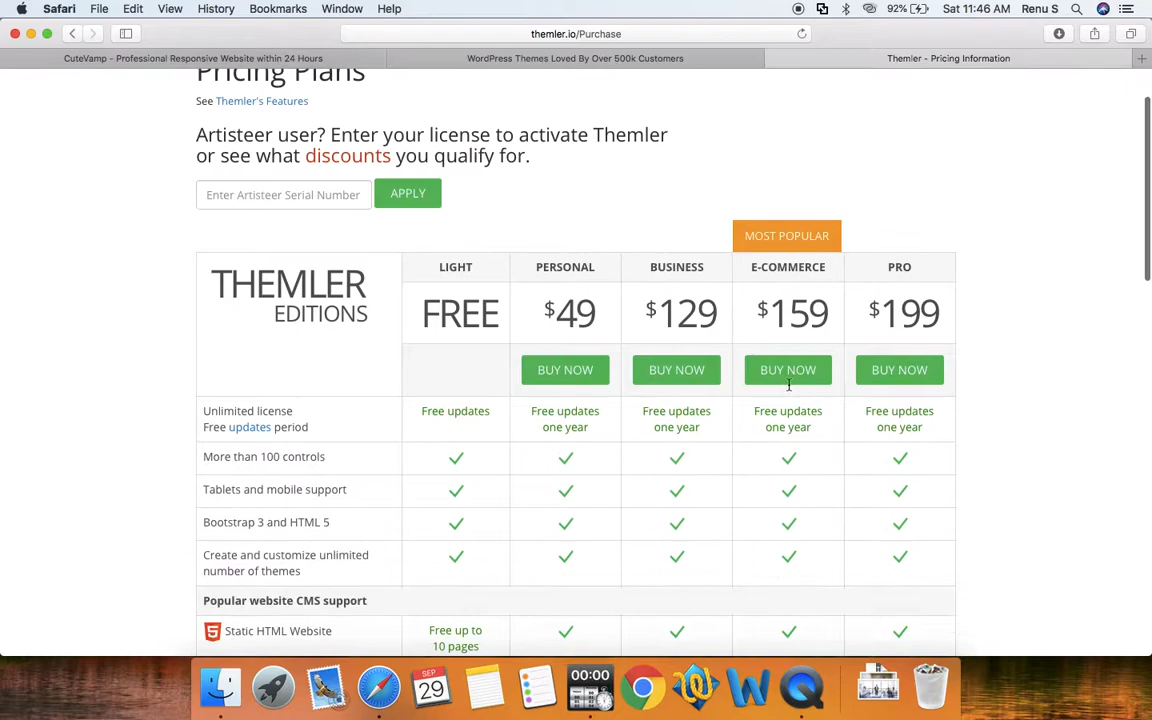 Safari File Edit View History Bookmarks Window Help 92% Sat 11:46 AM Renu S
themler.io/Purchase
CuteVamp - Professional Responsive Website within 24 Hours WordPress Themes Loved By Over 500k Customers Themler - Pricing Information
Pricing Plans
See Themler's Features
Artisteer user? Enter your license to activate Themler
or see what discounts you qualify for.
Enter Artisteer Serial Number APPLY
MOST POPULAR
THEMLER
EDITIONS
LIGHT PERSONAL BUSINESS E-COMMERCE PRO
FREE $49 $129 $159 $199
BUY NOW BUY NOW BUY NOW BUY NOW
Unlimited license Free updates Free updates Free updates Free updates Free updates
Free updates period one year one year one year one year
More than 100 controls
Tablets and mobile support
Bootstrap 3 and HTML 5
Create and customize unlimited
number of themes
Popular website CMS support
Static HTML Website Free up to
10 pages
SEP
29
00:00